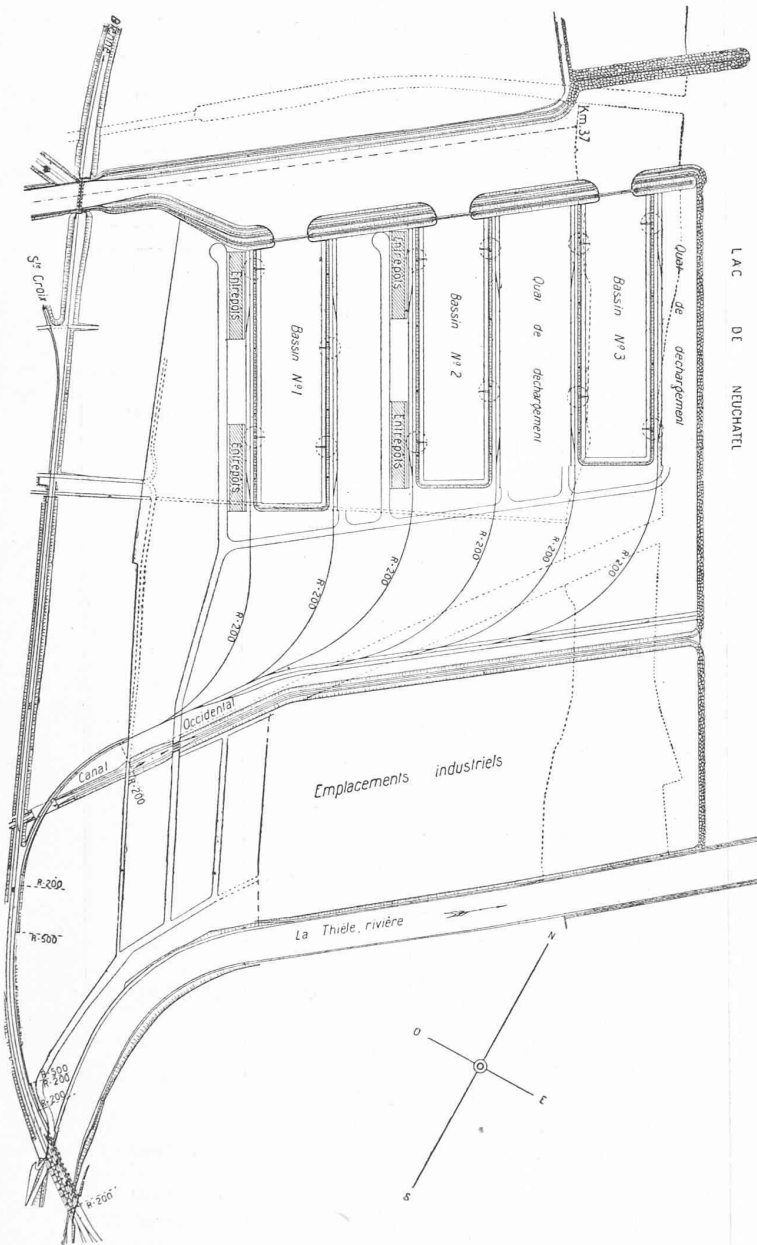 LAC DE NEUCHATEL
Km.37
Quai de dechargement
Bassin Nº 3
Quai de dechargement
Bassin Nº 2
Entrepôts
Entrepôts
Bassin Nº 1
Entrepôts
Entrepôts
Ste Croix
R-200
R-200
R-200
R-200
R-200
R-200
Canal Occidental
R-200
Emplacements industriels
La Thièle, rivière
R-200
R-500
R-500
R-200
R-200
R-200
N
O
E
S